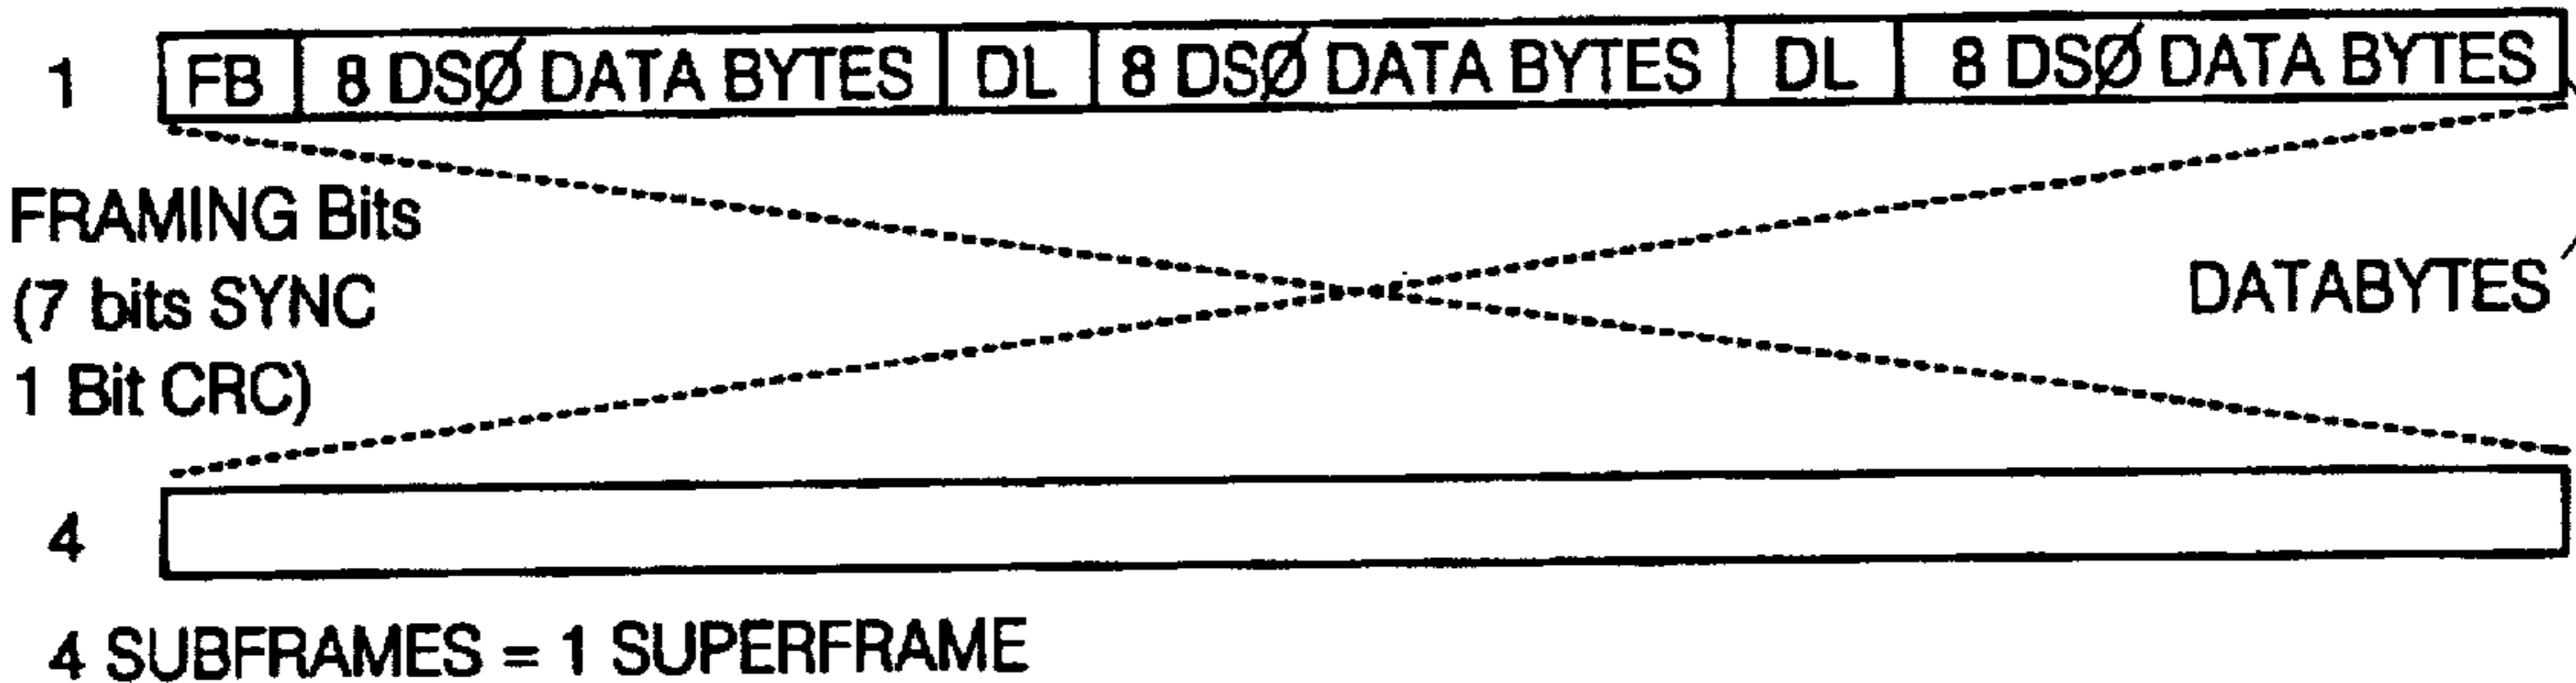 1 FB 8 DSØ DATA BYTES DL 8 DSØ DATA BYTES DL 8 DSØ DATA BYTES
FRAMING Bits
(7 bits SYNC
1 Bit CRC)
DATABYTES
4
4 SUBFRAMES = 1 SUPERFRAME